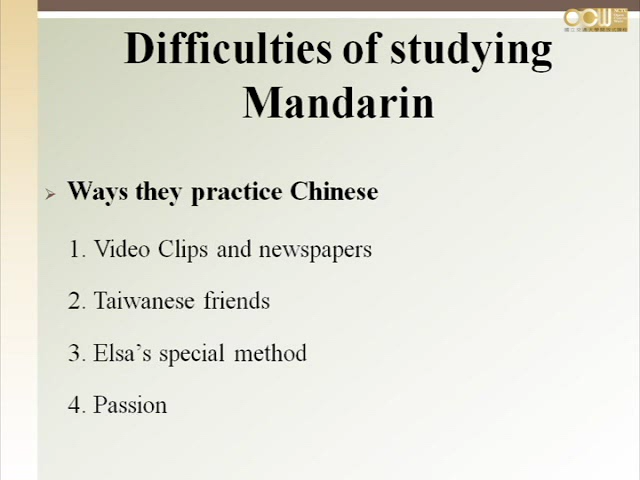 OCW
Difficulties of studying
Mandarin
Ways they practice Chinese
1. Video Clips and newspapers
2. Taiwanese friends
3. Elsa’s special method
4. Passion